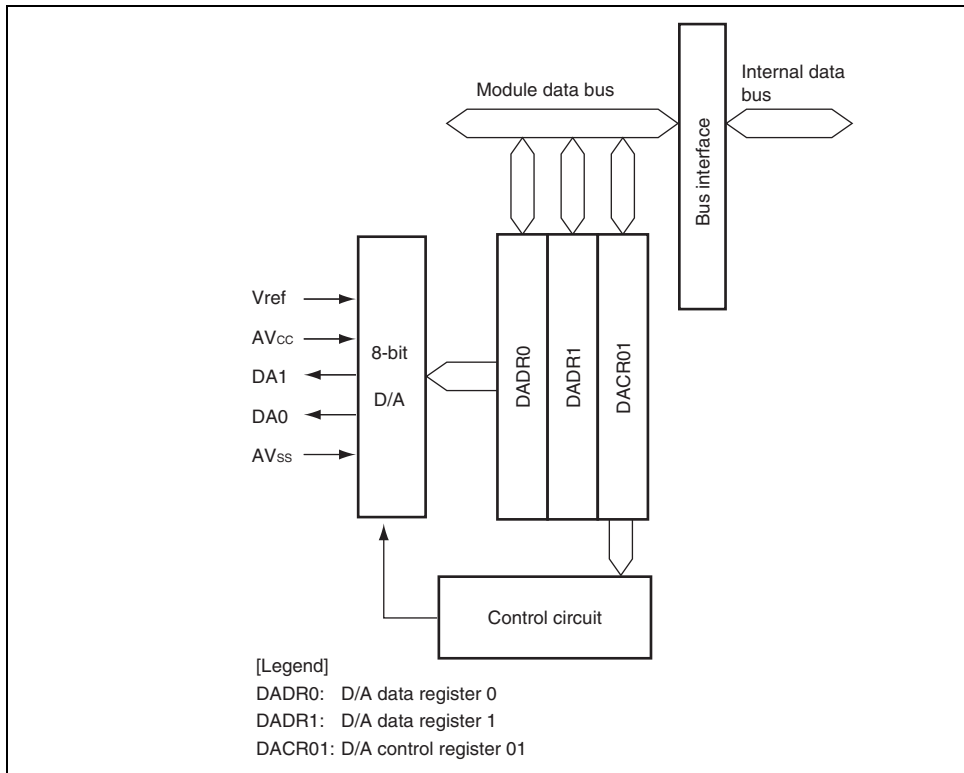 Module data bus
Internal data
bus
Bus interface
Vref
AVCC
DA1
DA0
AVSS
8-bit
D/A
DADR0
DADR1
DACR01
Control circuit
[Legend]
DADR0: D/A data register 0
DADR1: D/A data register 1
DACR01: D/A control register 01